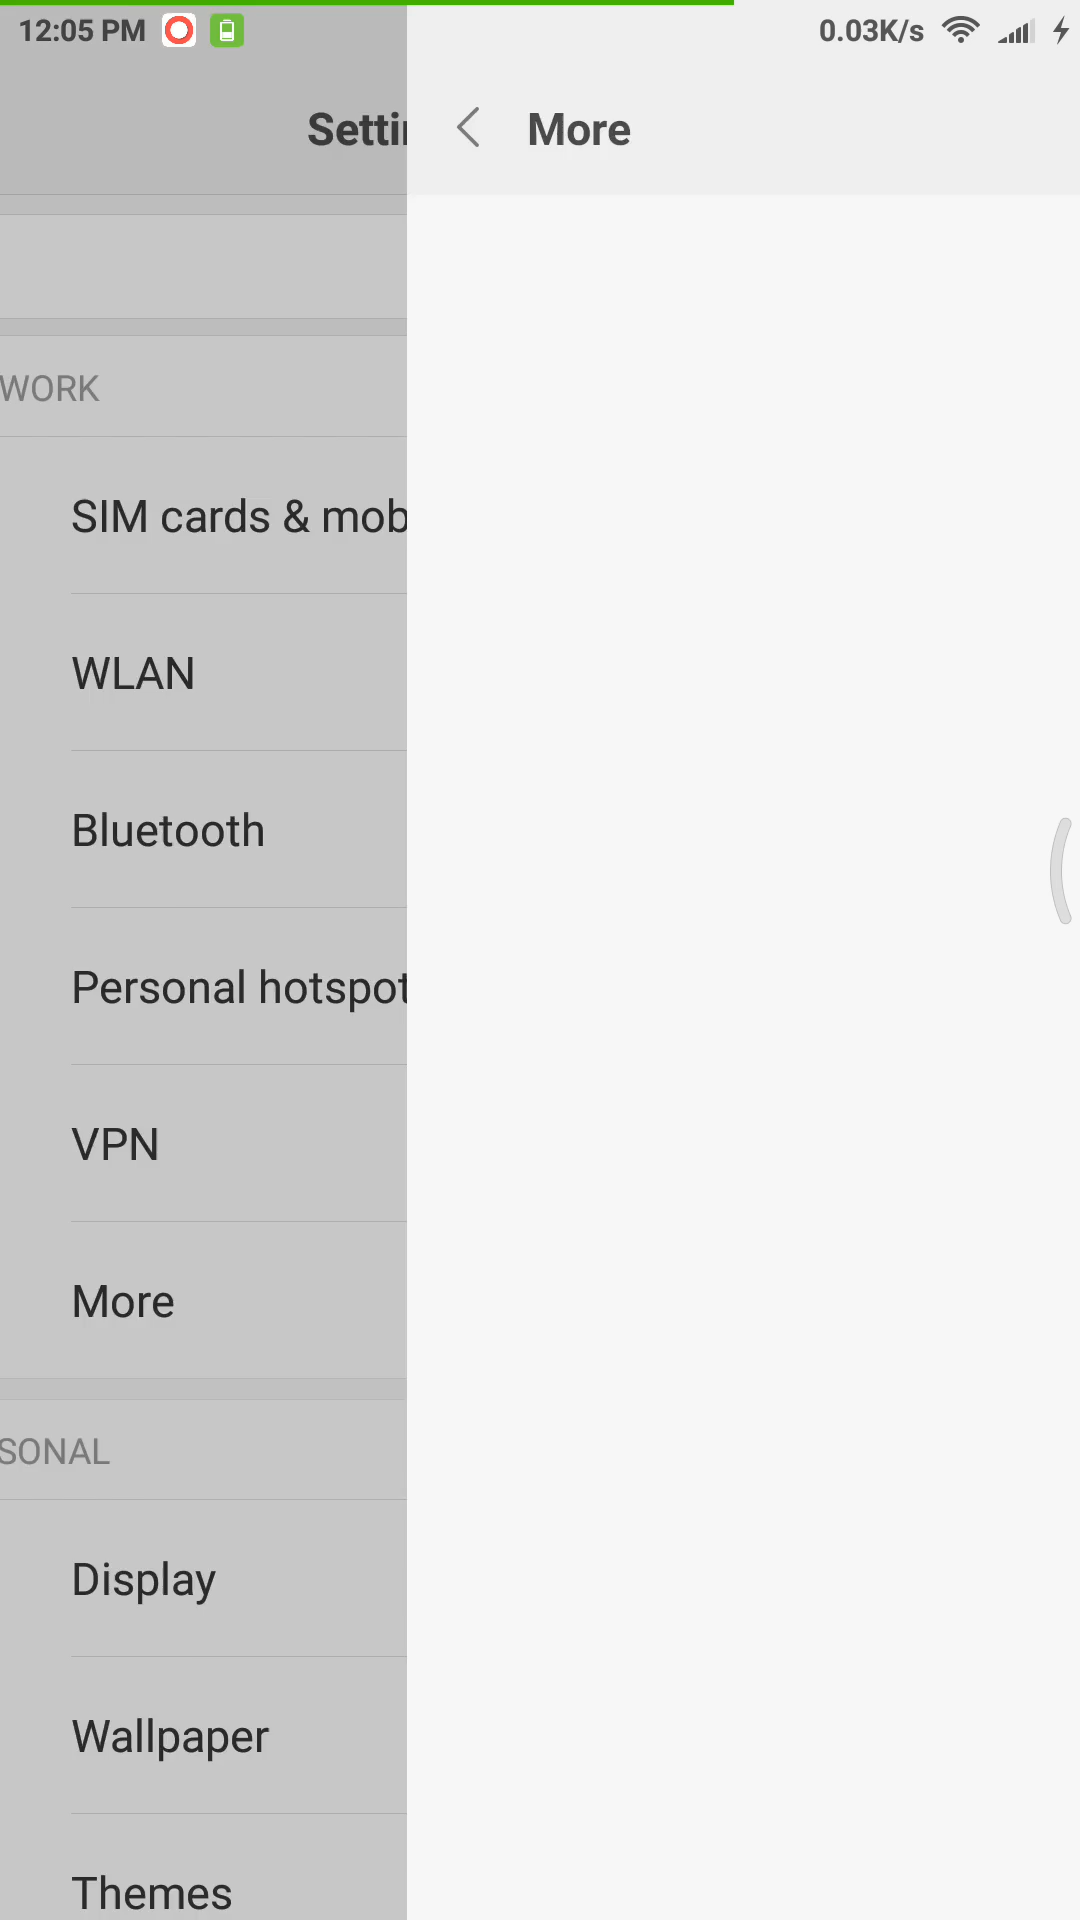 12:05 PM
0.03K/s
Setti
More
WORK
SIM cards & mob
WLAN
Bluetooth
Personal hotspot
VPN
More
SONAL
Display
Wallpaper
Themes